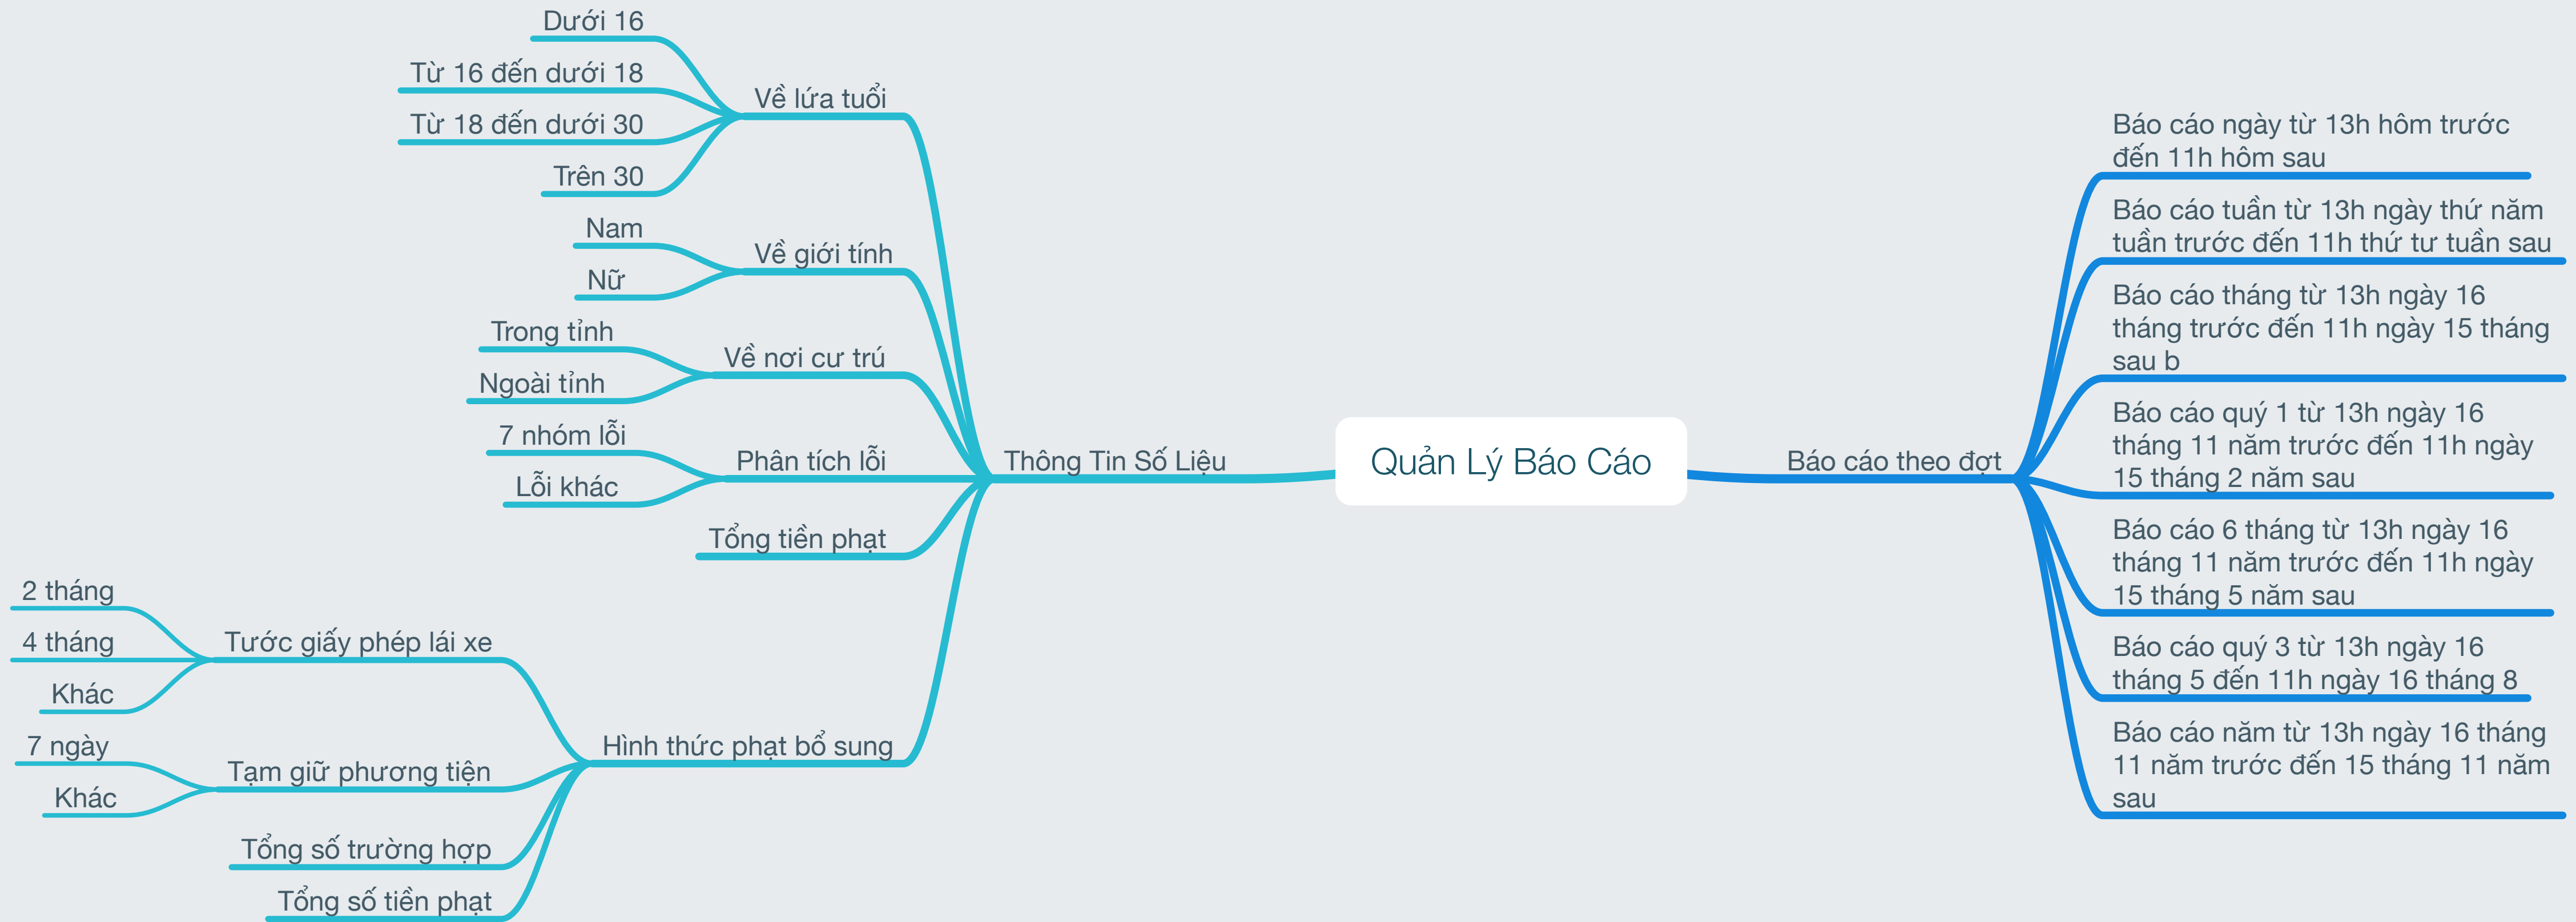 Quản Lý Báo Cáo
Thông Tin Số Liệu
Về lứa tuổi
Dưới 16
Từ 16 đến dưới 18
Từ 18 đến dưới 30
Trên 30
Về giới tính
Nam
Nữ
Về nơi cư trú
Trong tỉnh
Ngoài tỉnh
Phân tích lỗi
7 nhóm lỗi
Lỗi khác
Tổng tiền phạt
Hình thức phạt bổ sung
Tước giấy phép lái xe
2 tháng
4 tháng
Khác
Tạm giữ phương tiện
7 ngày
Khác
Tổng số trường hợp
Tổng số tiền phạt
Báo cáo theo đợt
Báo cáo ngày từ 13h hôm trước
đến 11h hôm sau
Báo cáo tuần từ 13h ngày thứ năm
tuần trước đến 11h thứ tư tuần sau
Báo cáo tháng từ 13h ngày 16
tháng trước đến 11h ngày 15 tháng
sau b
Báo cáo quý 1 từ 13h ngày 16
tháng 11 năm trước đến 11h ngày
15 tháng 2 năm sau
Báo cáo 6 tháng từ 13h ngày 16
tháng 11 năm trước đến 11h ngày
15 tháng 5 năm sau
Báo cáo quý 3 từ 13h ngày 16
tháng 5 đến 11h ngày 16 tháng 8
Báo cáo năm từ 13h ngày 16 tháng
11 năm trước đến 15 tháng 11 năm
sau